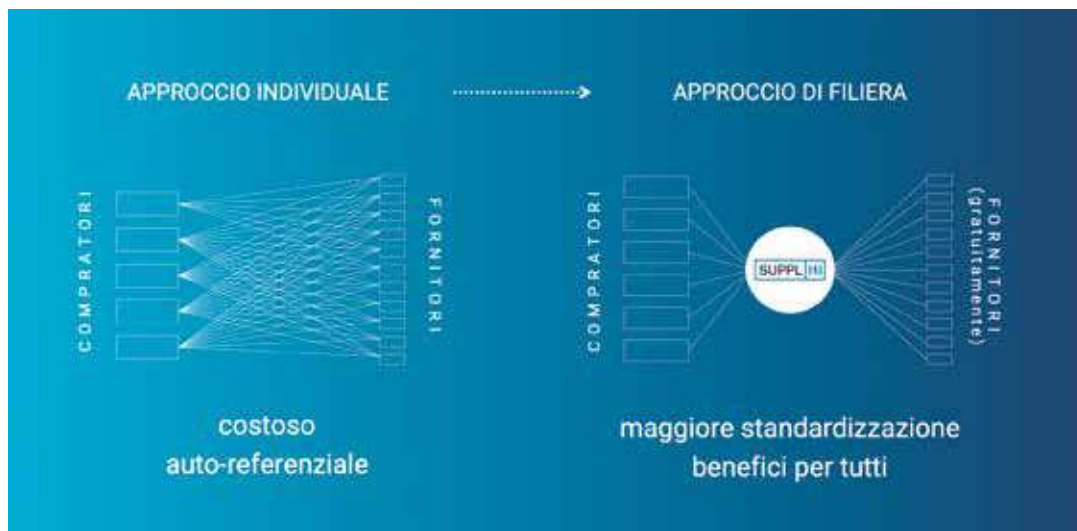 APPROCCIO INDIVIDUALE
APPROCCIO DI FILIERA
COMPRATORI
FORNITORI
COMPRATORI
SUPPL HI
FORNITORI
(gratuitamente)
costoso
auto-referenziale
maggiore standardizzazione
benefici per tutti